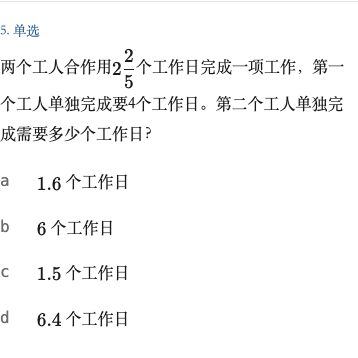 5. 单选
两个工人合作用2 2/5 个工作日完成一项工作，第一
个工人单独完成要4个工作日。第二个工人单独完
成需要多少个工作日？
a 1.6 个工作日
b 6 个工作日
c 1.5 个工作日
d 6.4 个工作日